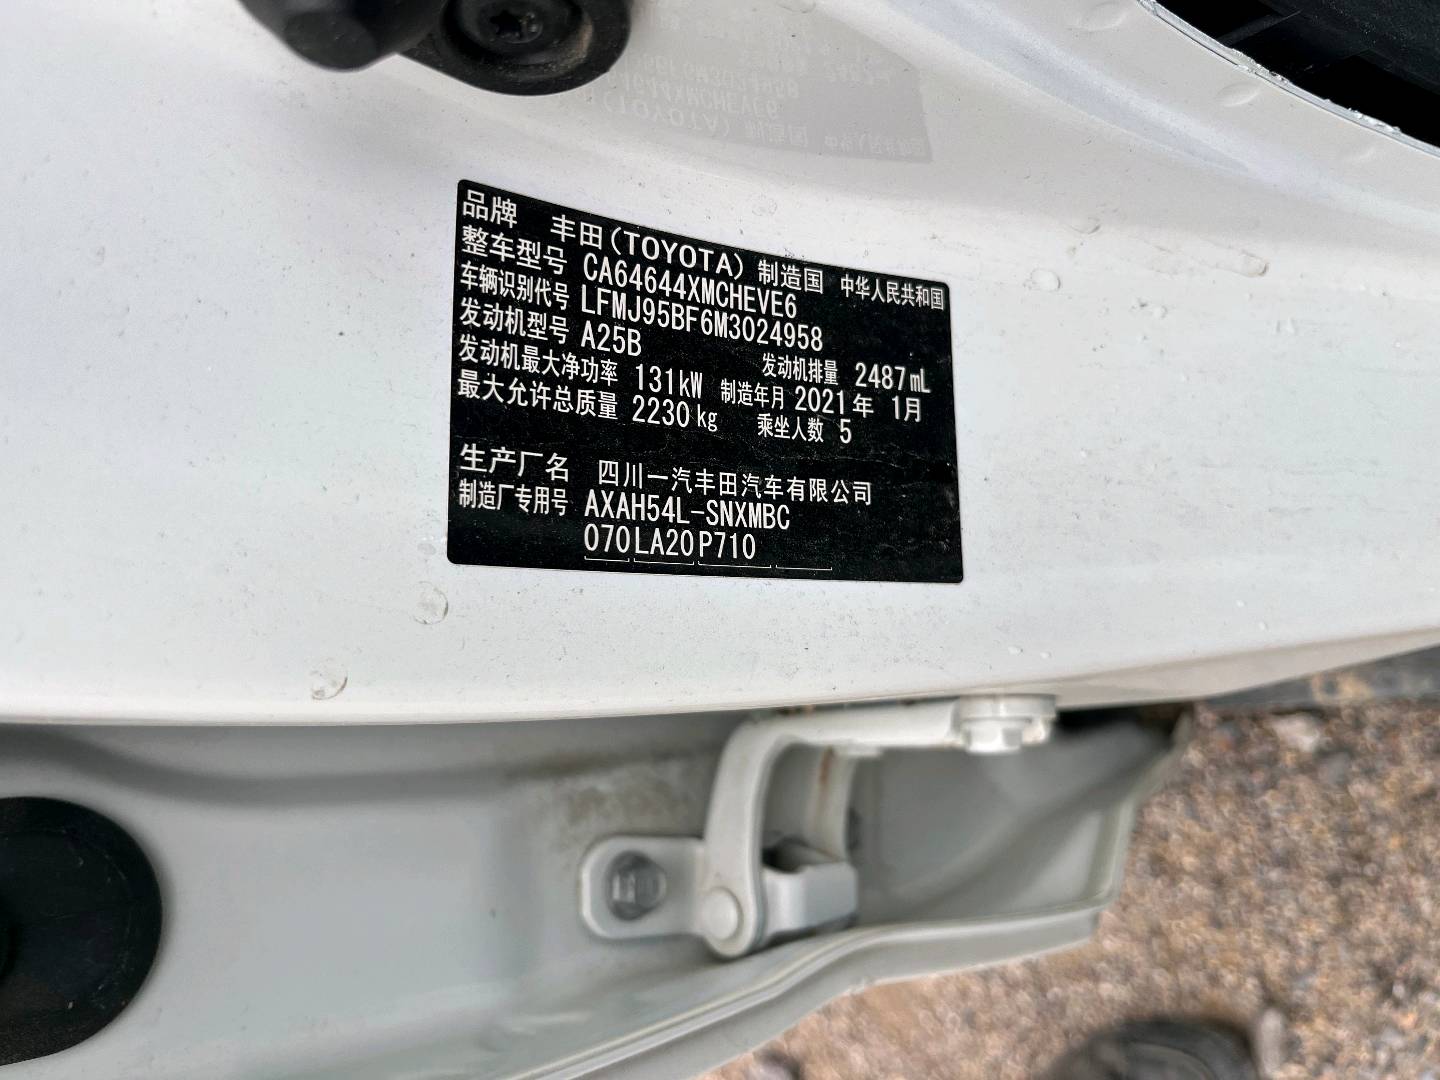 品牌 丰田(TOYOTA) 制造国 中华人民共和国
整车型号 CA64644XMCHEVE6
车辆识别代号 LFMJ95BF6M3024958
发动机型号 A25B 发动机排量 2487mL
发动机最大净功率 131kW 制造年月 2021年 1月
最大允许总质量 2230kg 乘坐人数 5
生产厂名 四川一汽丰田汽车有限公司
制造厂专用号 AXAH54L-SNXMBC
070 LA20 P710